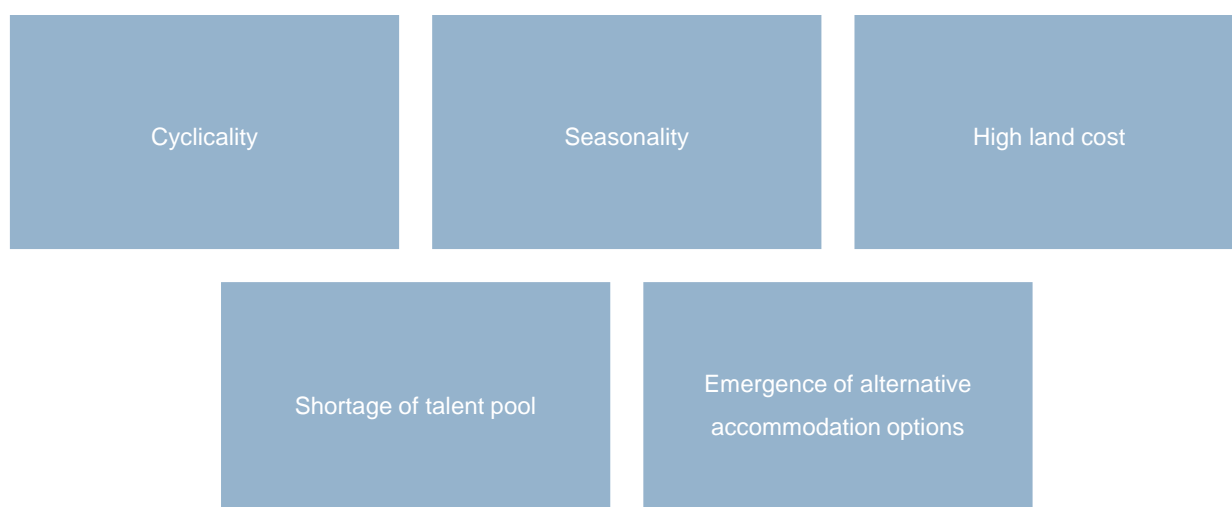 Cyclicality
Seasonality
High land cost
Shortage of talent pool
Emergence of alternative
accommodation options